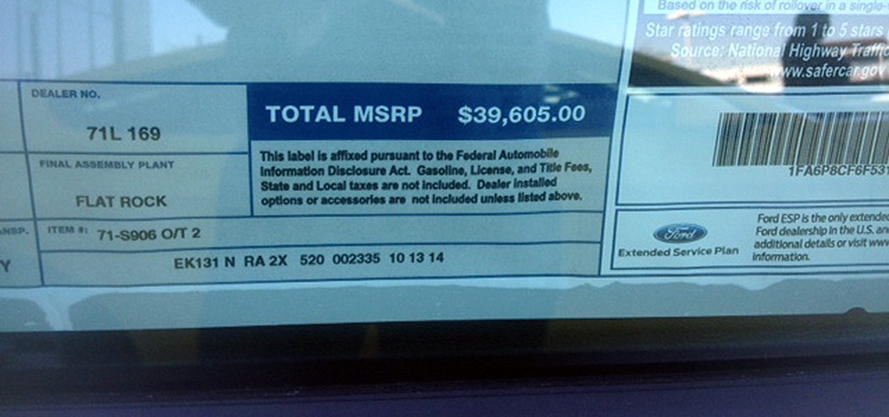 Based on the risk of rollover in a single-
Star ratings range from 1 to 5 stars
Source: National Highway Traffic
www.safercar.gov
DEALER NO.
71L 169
TOTAL MSRP $39,605.00
This label is affixed pursuant to the Federal Automobile
Information Disclosure Act. Gasoline, License, and Title Fees,
State and Local taxes are not included. Dealer installed
options or accessories are not included unless listed above.
FINAL ASSEMBLY PLANT
FLAT ROCK
1FA6P8CF6F531
ANSP.
ITEM #: 71-S906 O/T 2
Y
EK131 N RA 2X 520 002335 10 13 14
Ford
Extended Service Plan
Ford ESP is the only extended
Ford dealership in the U.S. and
additional details or visit www
information.